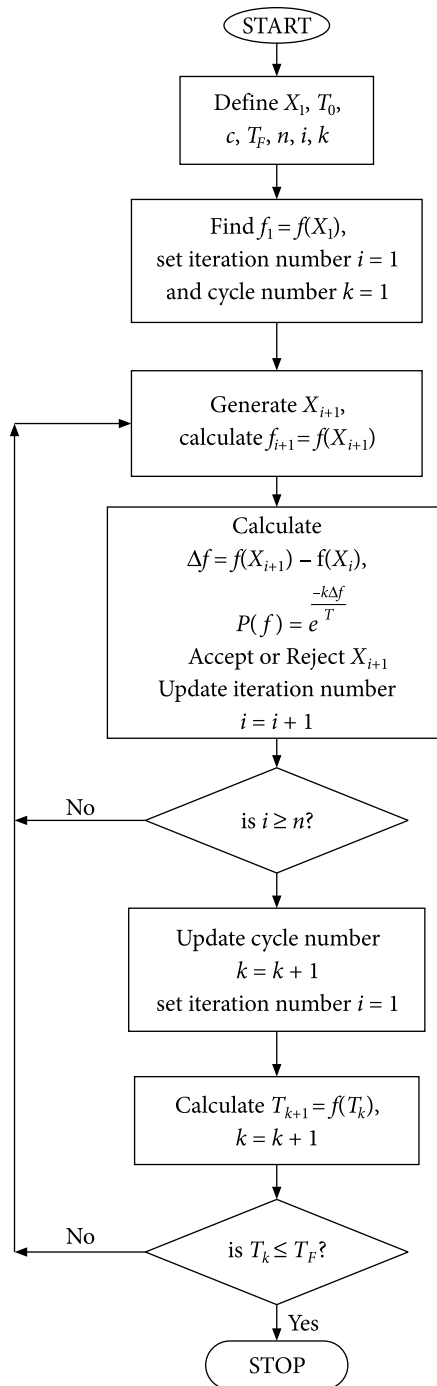 START
Define X₁, T₀,
c, T_F, n, i, k
Find f₁ = f(X₁),
set iteration number i = 1
and cycle number k = 1
Generate Xᵢ₊₁,
calculate fᵢ₊₁ = f(Xᵢ₊₁)
Calculate
Δf = f(Xᵢ₊₁) – f(Xᵢ),
P(f) = e^(–kΔf/T)
Accept or Reject Xᵢ₊₁
Update iteration number
i = i + 1
No
is i ≥ n?
Update cycle number
k = k + 1
set iteration number i = 1
Calculate Tₖ₊₁ = f(Tₖ),
k = k + 1
No
is Tₖ ≤ T_F?
Yes
STOP